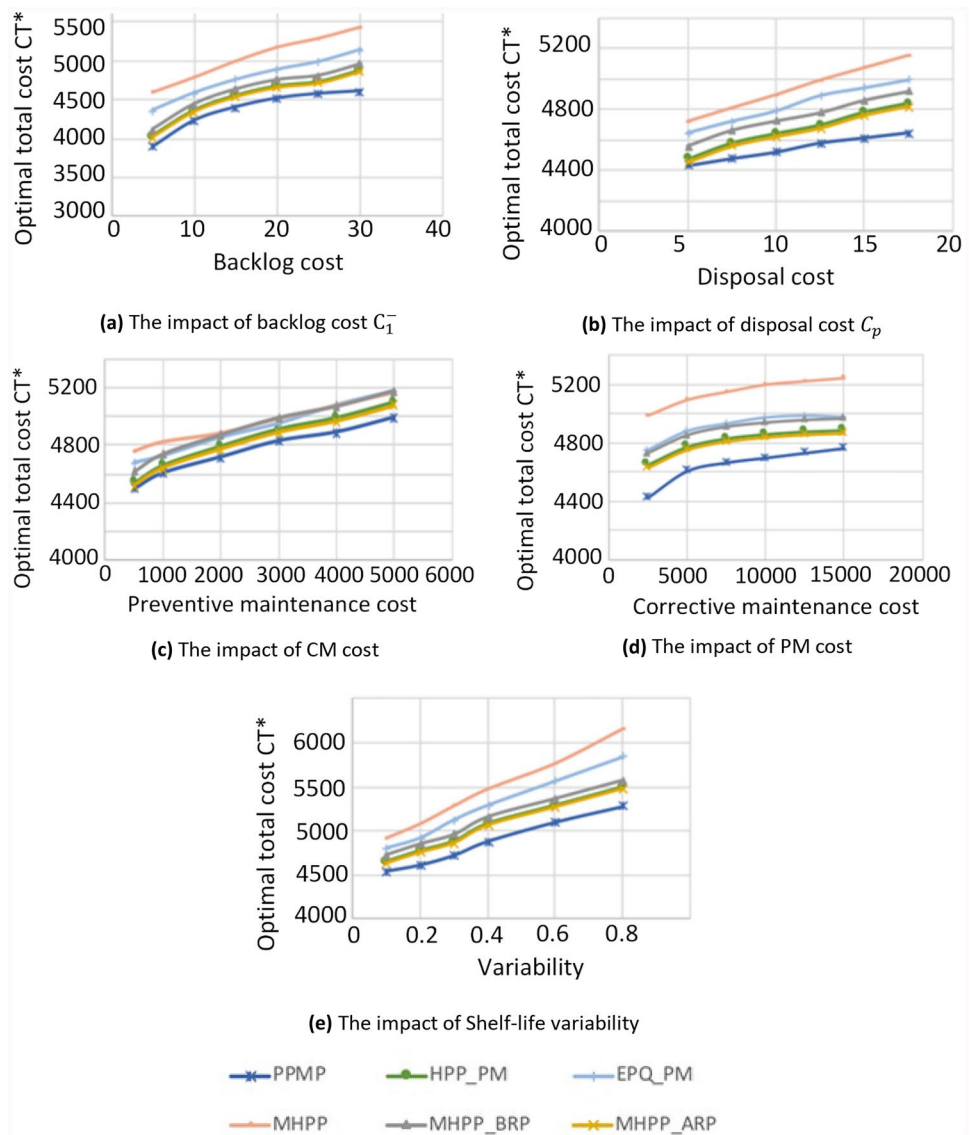 Optimal total cost CT*
5500
5000
4500
4000
3500
3000
0 10 20 30 40
Backlog cost
(a) The impact of backlog cost C₁⁻
Optimal total cost CT*
5200
4800
4400
4000
0 5 10 15 20
Disposal cost
(b) The impact of disposal cost Cₚ
Optimal total cost CT*
5200
4800
4400
4000
0 1000 2000 3000 4000 5000 6000
Preventive maintenance cost
(c) The impact of CM cost
Optimal total cost CT*
5200
4800
4400
4000
0 5000 10000 15000 20000
Corrective maintenance cost
(d) The impact of PM cost
Optimal total cost CT*
6000
5500
5000
4500
4000
0 0.2 0.4 0.6 0.8
Variability
(e) The impact of Shelf-life variability
PPMP HPP_PM EPQ_PM
MHPP MHPP_BRP MHPP_ARP